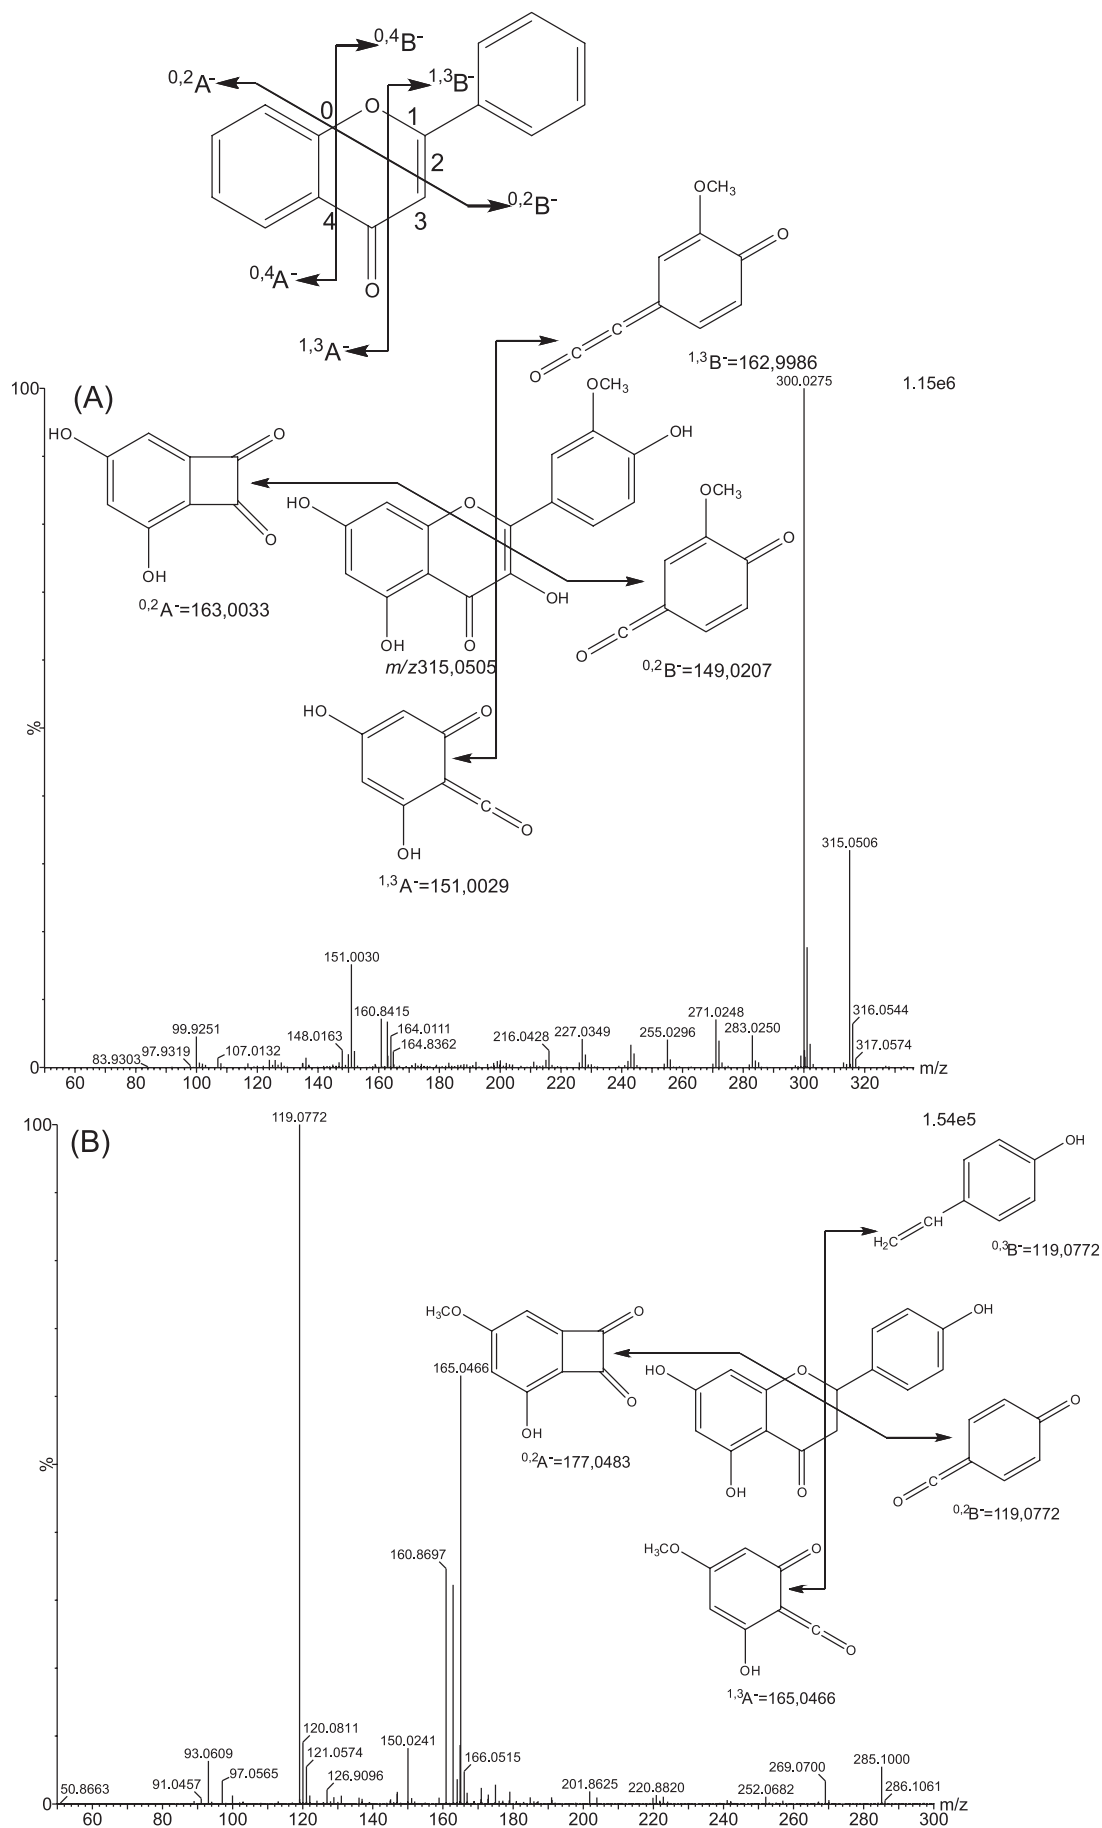 0,4B-
0,2A-
1,3B-
0
O
1
2
0,2B-
4
3
0,4A-
O
1,3A-
OCH3
O
C
C
O
1,3B-=162,9986
100
(A)
300.0275
1.15e6
OCH3
HO
O
OH
O
HO
O
OCH3
O
OH
O
OH
OH
O
C
O
0,2A-=163,0033
m/z315,0505
0,2B-=149,0207
HO
O
%
C
O
OH
315.0506
1,3A-=151,0029
151.0030
160.8415
271.0248
316.0544
99.9251
164.0111
148.0163
216.0428
227.0349
255.0296
283.0250
83.9303
97.9319
107.0132
164.8362
317.0574
0
m/z
60 80 100 120 140 160 180 200 220 240 260 280 300 320
119.0772
100
(B)
1.54e5
OH
H2C
CH
0,3B-=119,0772
H3CO
O
OH
165.0466
HO
O
O
O
OH
%
0,2A-=177,0483
OH
O
C
O
0,2B-=119,0772
160.8697
H3CO
O
C
O
OH
1,3A-=165,0466
120.0811
150.0241
93.0609
121.0574
166.0515
269.0700
285.1000
50.8663
91.0457
97.0565
126.9096
201.8625
220.8820
252.0682
286.1061
0
m/z
60 80 100 120 140 160 180 200 220 240 260 280 300